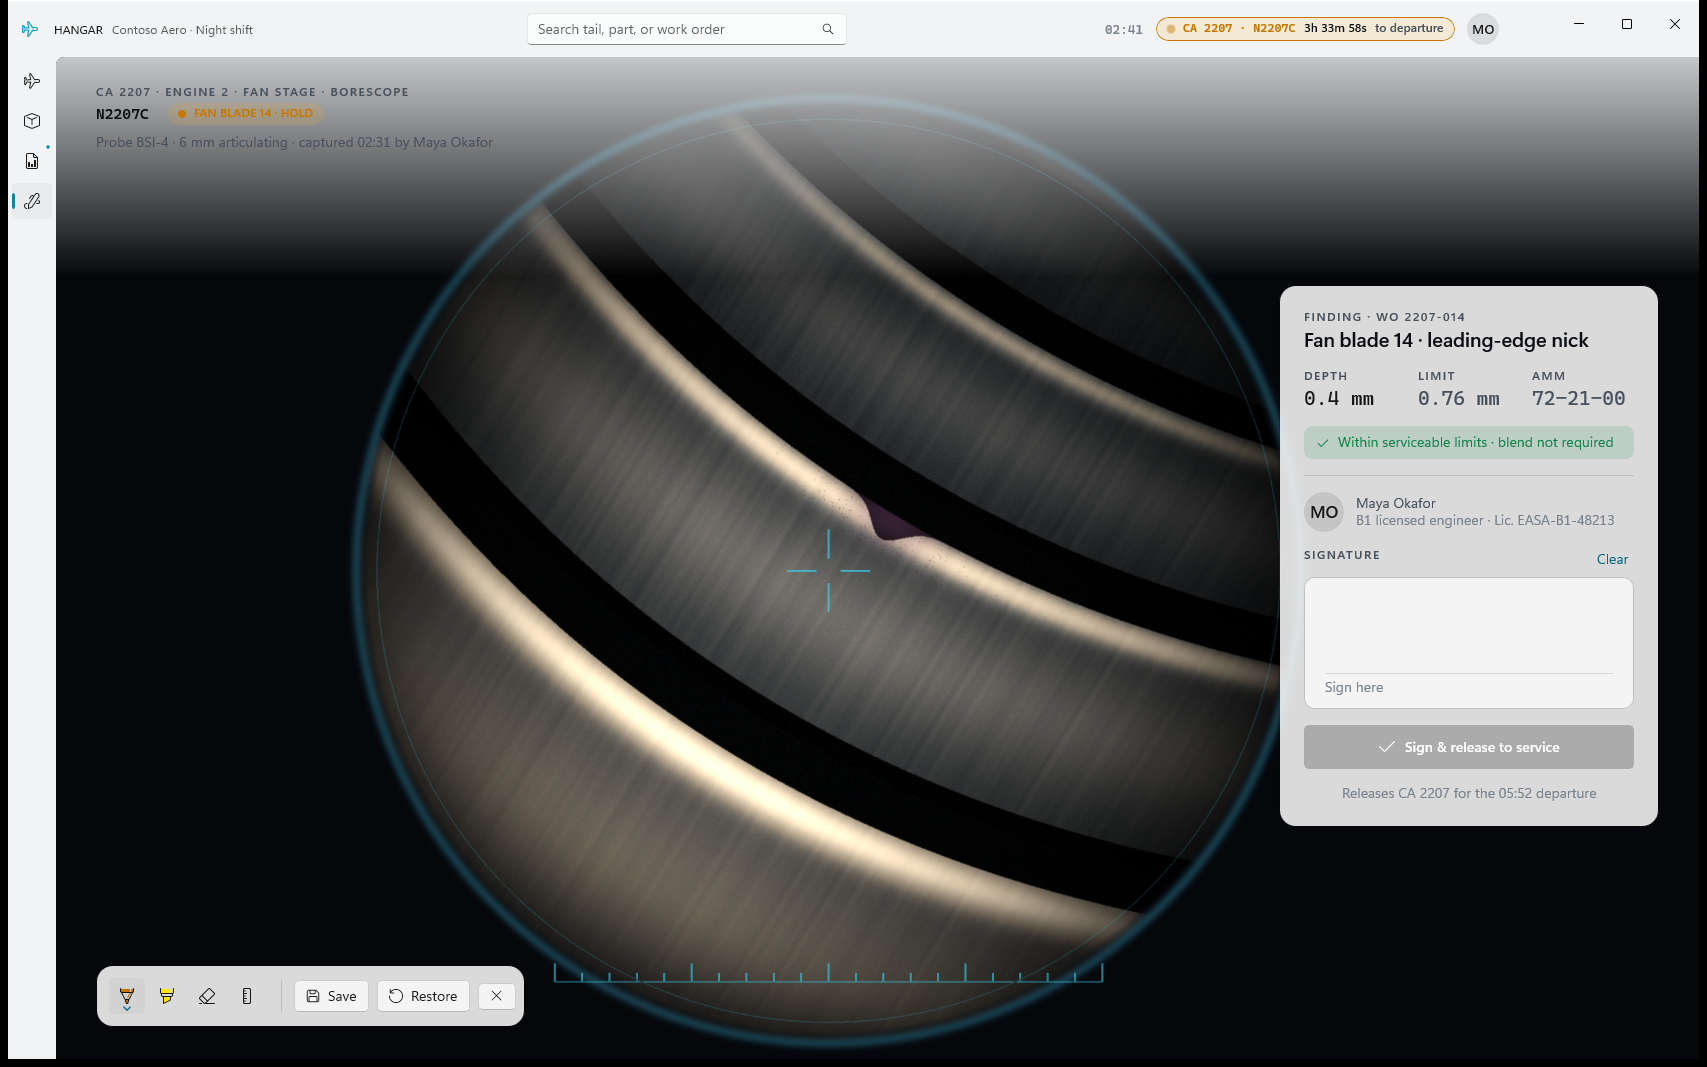 HANGAR Contoso Aero · Night shift
Search tail, part, or work order
02:41
CA 2207 · N2207C 3h 33m 58s to departure
MO
CA 2207 · ENGINE 2 · FAN STAGE · BORESCOPE
N2207C FAN BLADE 14 · HOLD
Probe BSI-4 · 6 mm articulating · captured 02:31 by Maya Okafor
FINDING · WO 2207-014
Fan blade 14 · leading-edge nick
DEPTH LIMIT AMM
0.4 mm 0.76 mm 72-21-00
Within serviceable limits · blend not required
MO
Maya Okafor
B1 licensed engineer · Lic. EASA-B1-48213
SIGNATURE
Clear
Sign here
Sign & release to service
Releases CA 2207 for the 05:52 departure
Save Restore